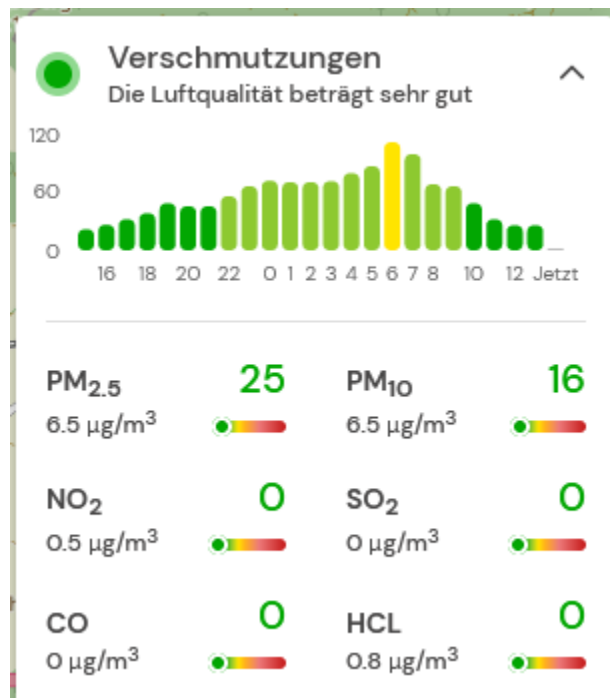 Verschmutzungen
Die Luftqualität beträgt sehr gut
120
60
0
16 18 20 22 0 1 2 3 4 5 6 7 8 10 12 Jetzt
PM2.5 25
6.5 µg/m³
PM10 16
6.5 µg/m³
NO2 0
0.5 µg/m³
SO2 0
0 µg/m³
CO 0
0 µg/m³
HCL 0
0.8 µg/m³